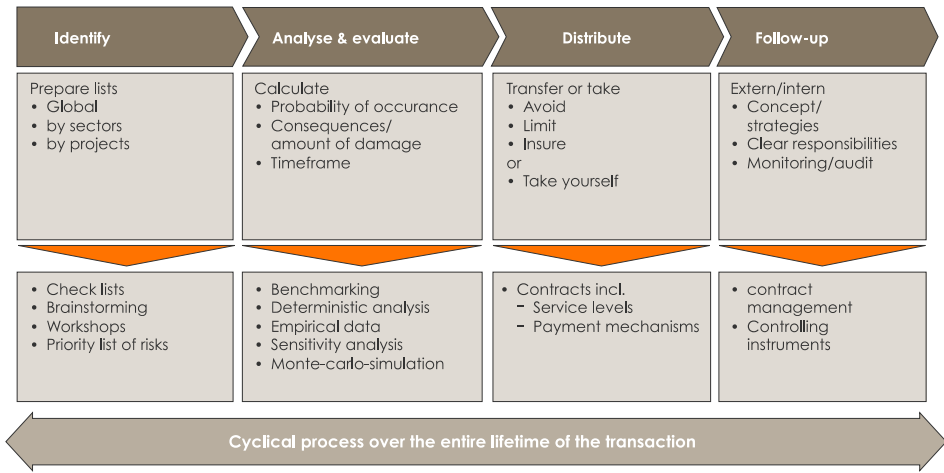 Identify
Analyse & evaluate
Distribute
Follow-up
Prepare lists
• Global
• by sectors
• by projects
Calculate
• Probability of occurance
• Consequences/
amount of damage
• Timeframe
Transfer or take
• Avoid
• Limit
• Insure
or
• Take yourself
Extern/intern
• Concept/
strategies
• Clear responsibilities
• Monitoring/audit
• Check lists
• Brainstorming
• Workshops
• Priority list of risks
• Benchmarking
• Deterministic analysis
• Empirical data
• Sensitivity analysis
• Monte-carlo-simulation
• Contracts incl.
– Service levels
– Payment mechanisms
• contract
management
• Controlling
instruments
Cyclical process over the entire lifetime of the transaction